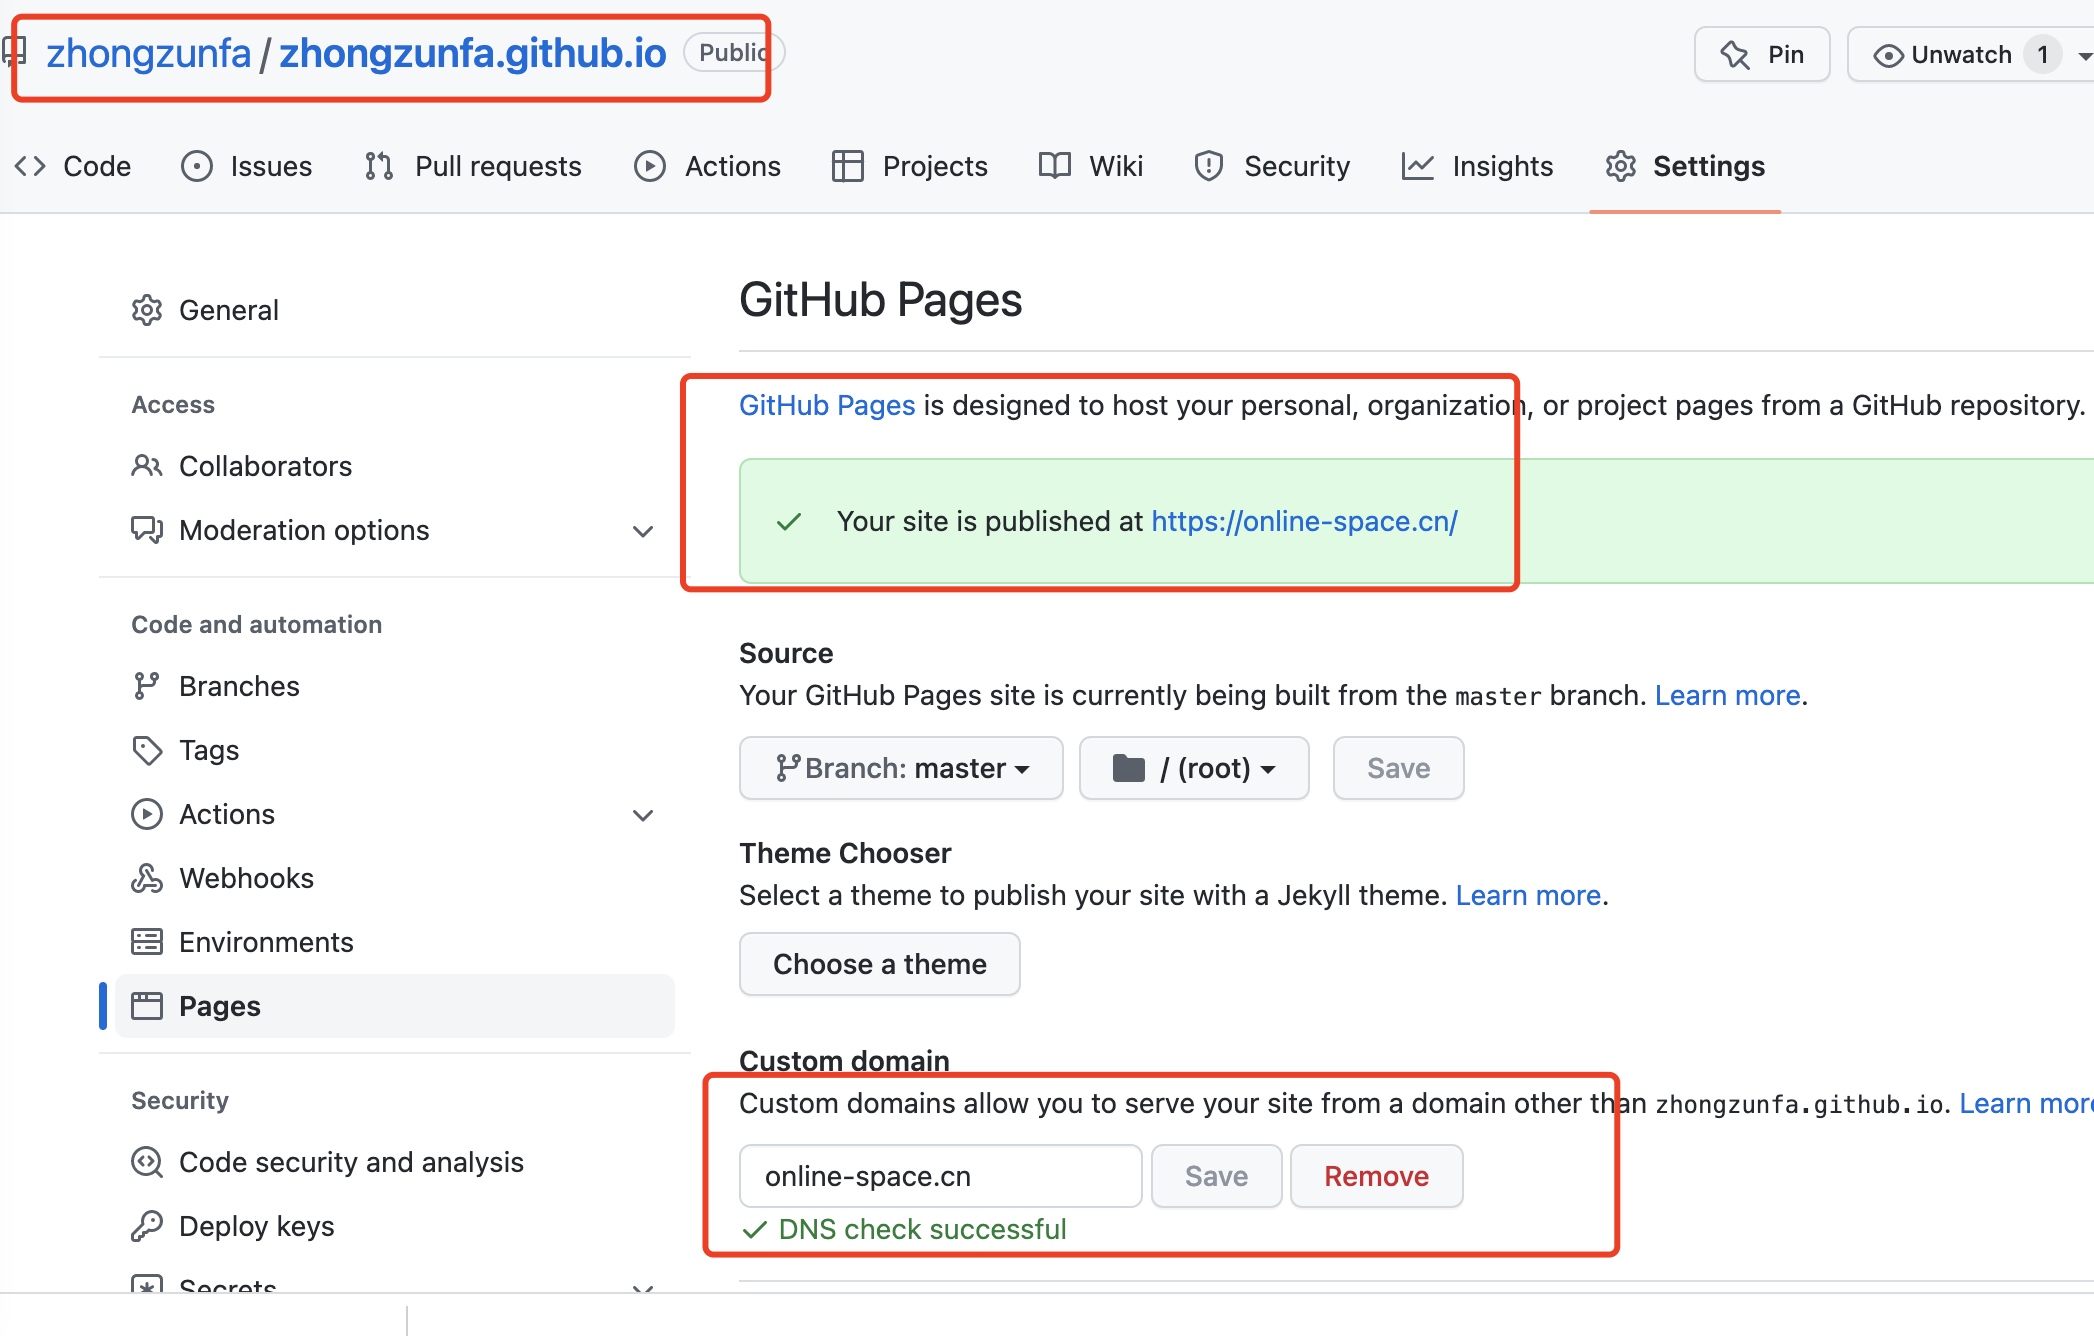 zhongzunfa / zhongzunfa.github.io Public
Pin
Unwatch 1
Code
Issues
Pull requests
Actions
Projects
Wiki
Security
Insights
Settings
General
Access
Collaborators
Moderation options
Code and automation
Branches
Tags
Actions
Webhooks
Environments
Pages
Security
Code security and analysis
Deploy keys
Secrets
GitHub Pages
GitHub Pages is designed to host your personal, organization, or project pages from a GitHub repository.
Your site is published at https://online-space.cn/
Source
Your GitHub Pages site is currently being built from the master branch. Learn more.
Branch: master
/ (root)
Save
Theme Chooser
Select a theme to publish your site with a Jekyll theme. Learn more.
Choose a theme
Custom domain
Custom domains allow you to serve your site from a domain other than zhongzunfa.github.io. Learn more
online-space.cn
Save
Remove
DNS check successful